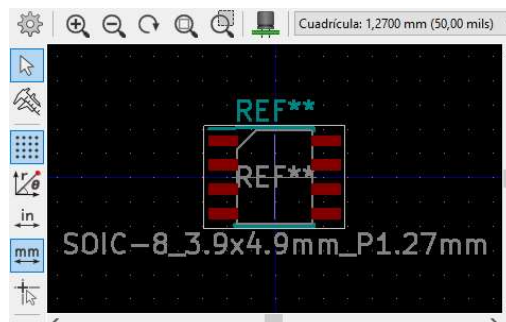 Cuadrícula: 1,2700 mm (50,00 mils)
REF**
REF**
SOIC-8_3.9x4.9mm_P1.27mm
r θ
in
mm